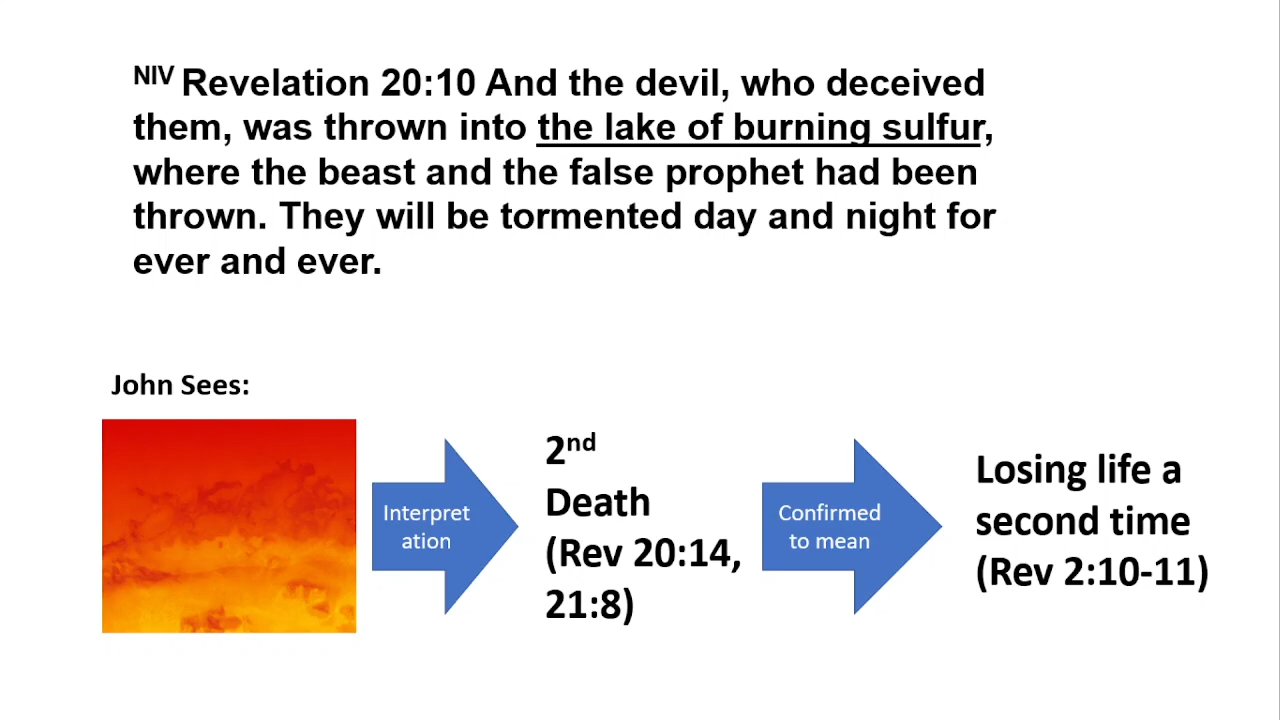 NIV Revelation 20:10 And the devil, who deceived
them, was thrown into the lake of burning sulfur,
where the beast and the false prophet had been
thrown. They will be tormented day and night for
ever and ever.
John Sees:
Interpret
ation
2nd
Death
(Rev 20:14,
21:8)
Confirmed
to mean
Losing life a
second time
(Rev 2:10-11)